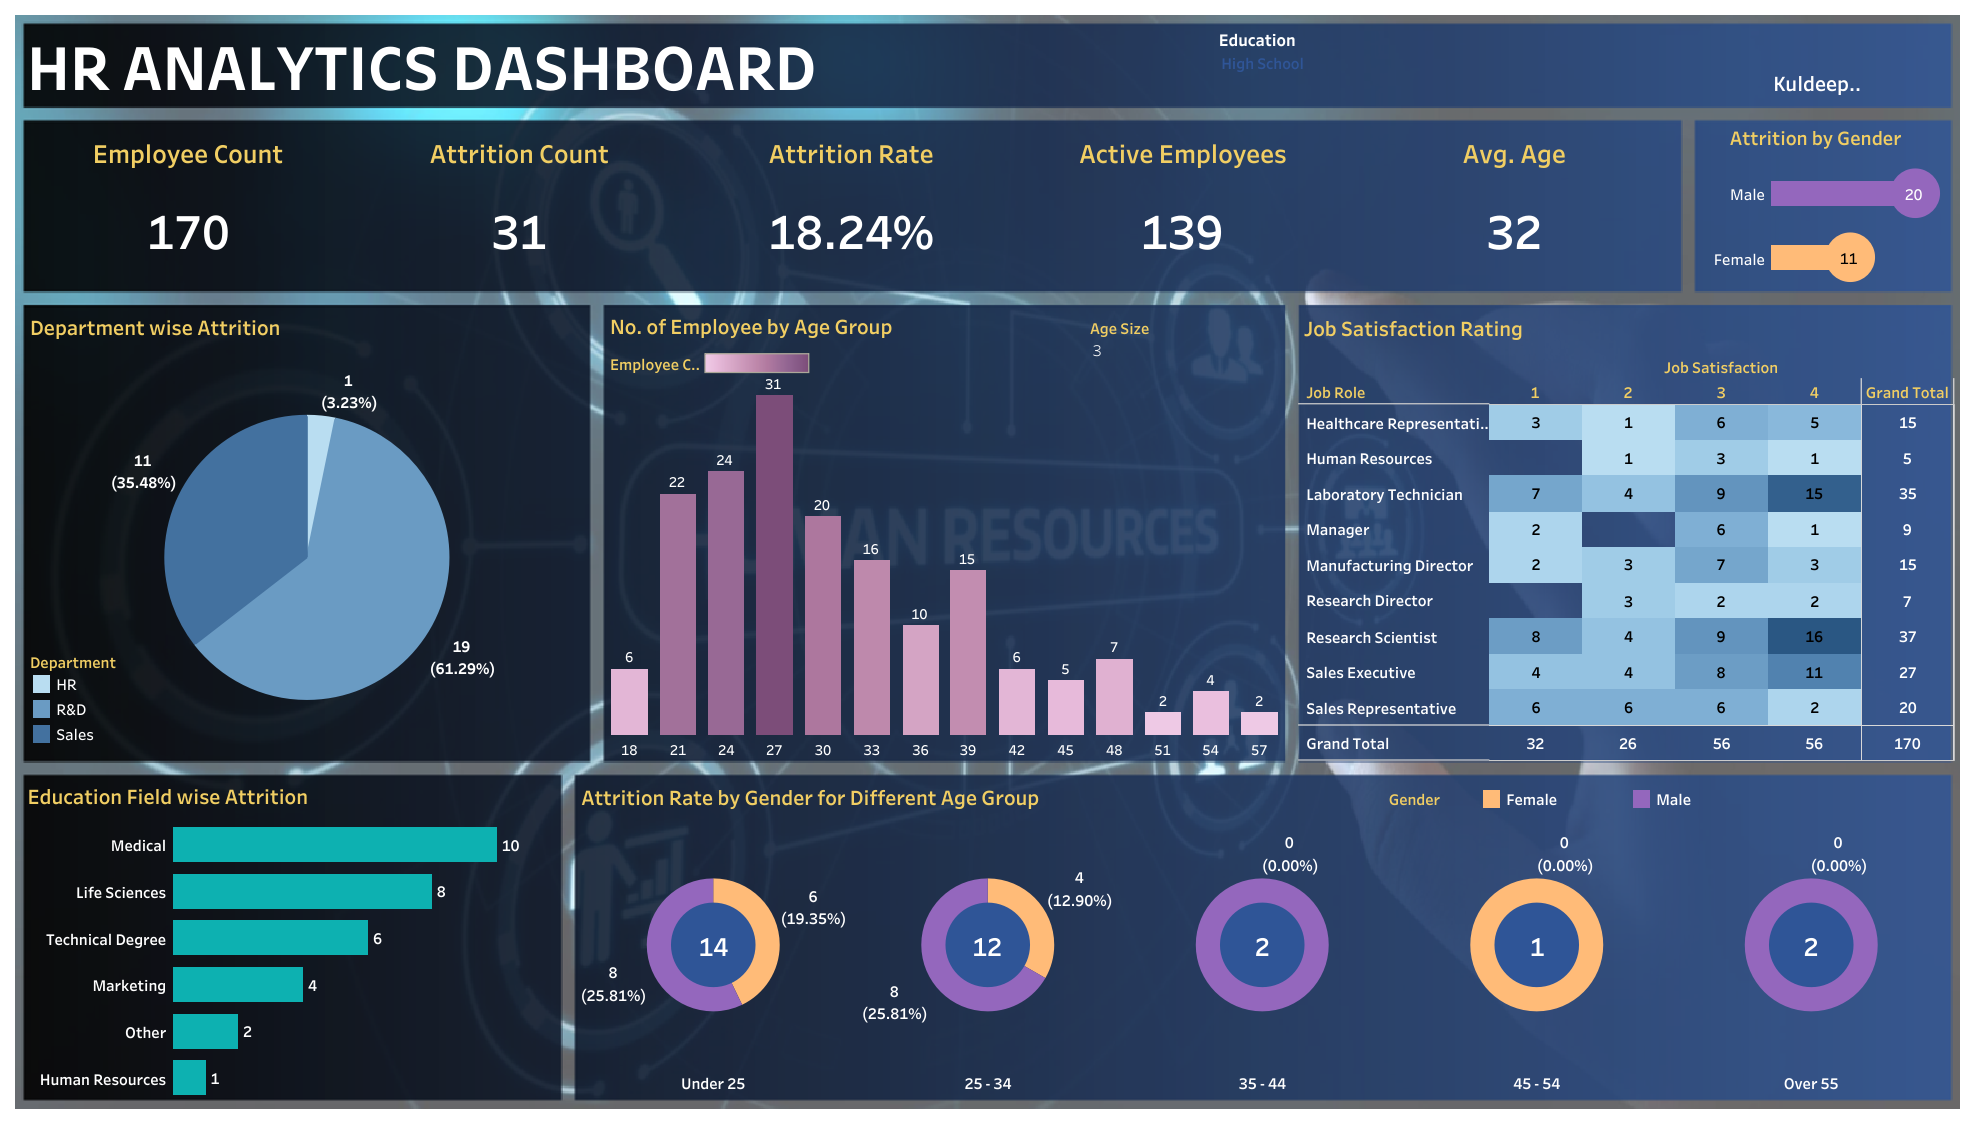 HR ANALYTICS DASHBOARD
Education
High School
Kuldeep..
Employee Count
Attrition Count
Attrition Rate
Active Employees
Avg. Age
170
31
18.24%
139
32
Attrition by Gender
Male
20
Female
11
Department wise Attrition
1
(3.23%)
11
(35.48%)
19
(61.29%)
Department
HR
R&D
Sales
No. of Employee by Age Group
Age Size
3
Employee C..
6
22
24
31
20
16
10
15
6
5
7
2
4
2
18 21 24 27 30 33 36 39 42 45 48 51 54 57
HUMAN RESOURCES
Job Satisfaction Rating
Job Satisfaction
Job Role 1 2 3 4 Grand Total
Healthcare Representati.. 3 1 6 5 15
Human Resources 1 3 1 5
Laboratory Technician 7 4 9 15 35
Manager 2 6 1 9
Manufacturing Director 2 3 7 3 15
Research Director 3 2 2 7
Research Scientist 8 4 9 16 37
Sales Executive 4 4 8 11 27
Sales Representative 6 6 6 2 20
Grand Total 32 26 56 56 170
Education Field wise Attrition
Medical 10
Life Sciences 8
Technical Degree 6
Marketing 4
Other 2
Human Resources 1
Attrition Rate by Gender for Different Age Group
Gender Female Male
6
(19.35%)
14
8
(25.81%)
4
(12.90%)
12
8
(25.81%)
0
(0.00%)
2
0
(0.00%)
1
0
(0.00%)
2
Under 25
25 - 34
35 - 44
45 - 54
Over 55